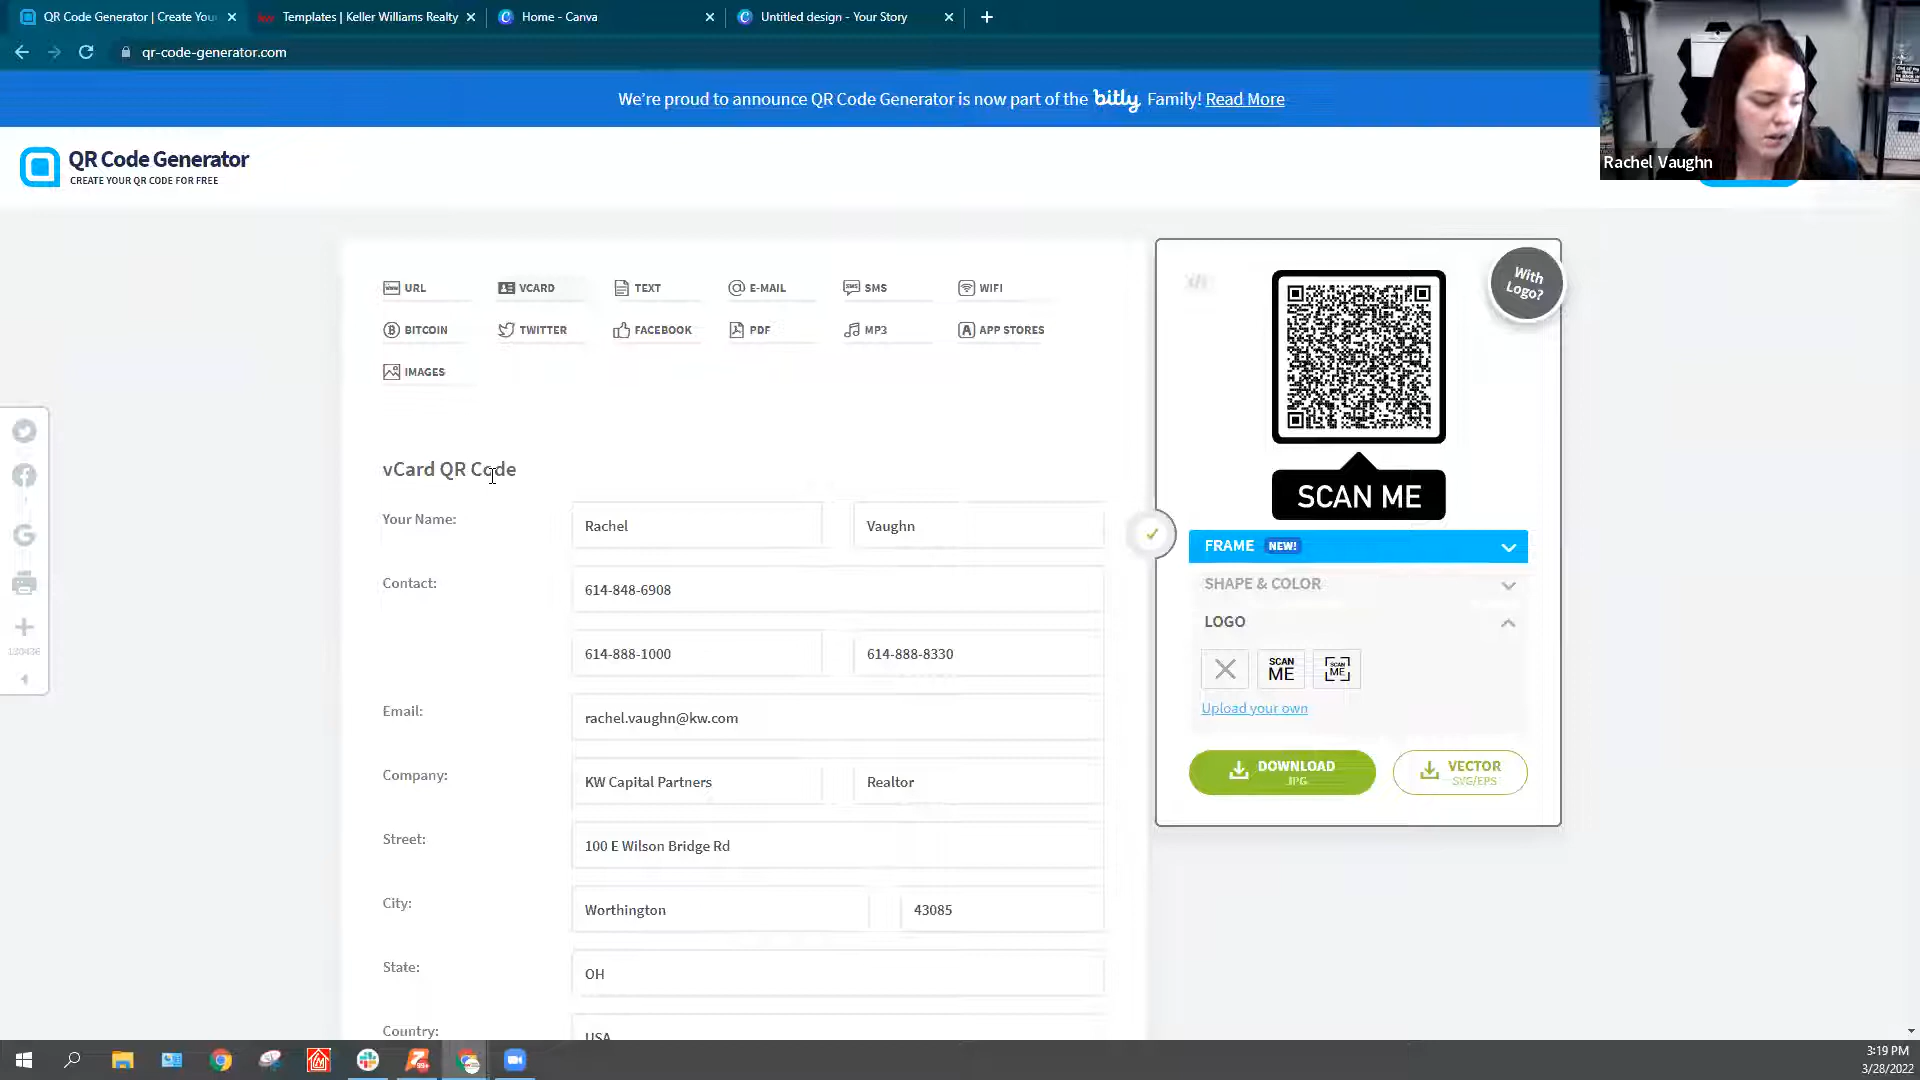 QR Code Generator | Create You
Templates | Keller Williams Realty
Home - Canva
Untitled design - Your Story
qr-code-generator.com
We're proud to announce QR Code Generator is now part of the bitly Family! Read More
Rachel Vaughn
QR Code Generator
CREATE YOUR QR CODE FOR FREE
URL
VCARD
TEXT
E-MAIL
SMS
WIFI
BITCOIN
TWITTER
FACEBOOK
PDF
MP3
APP STORES
IMAGES
With Logo?
SCAN ME
vCard QR Code
Your Name:
Rachel
Vaughn
Contact:
614-848-6908
614-888-1000
614-888-8330
Email:
rachel.vaughn@kw.com
Company:
KW Capital Partners
Realtor
Street:
100 E Wilson Bridge Rd
City:
Worthington
43085
State:
OH
Country:
USA
FRAME NEW!
SHAPE & COLOR
LOGO
SCAN ME
SCAN ME
Upload your own
DOWNLOAD
JPG
VECTOR
SVG/EPS
3:19 PM
3/28/2022